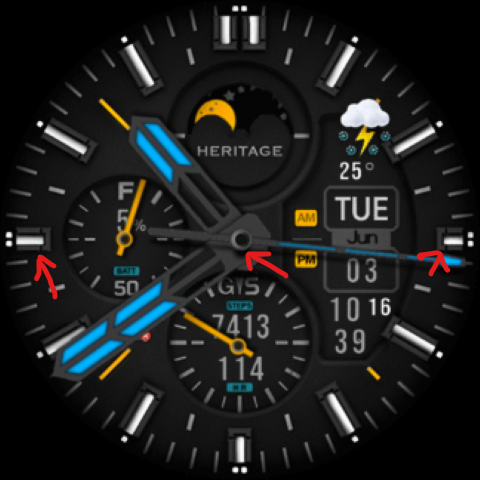 HERITAGE
25°
AM
TUE
F
%
Jun
PM
03
BATT
50
STEPS
7413
10 16
39
114
HR